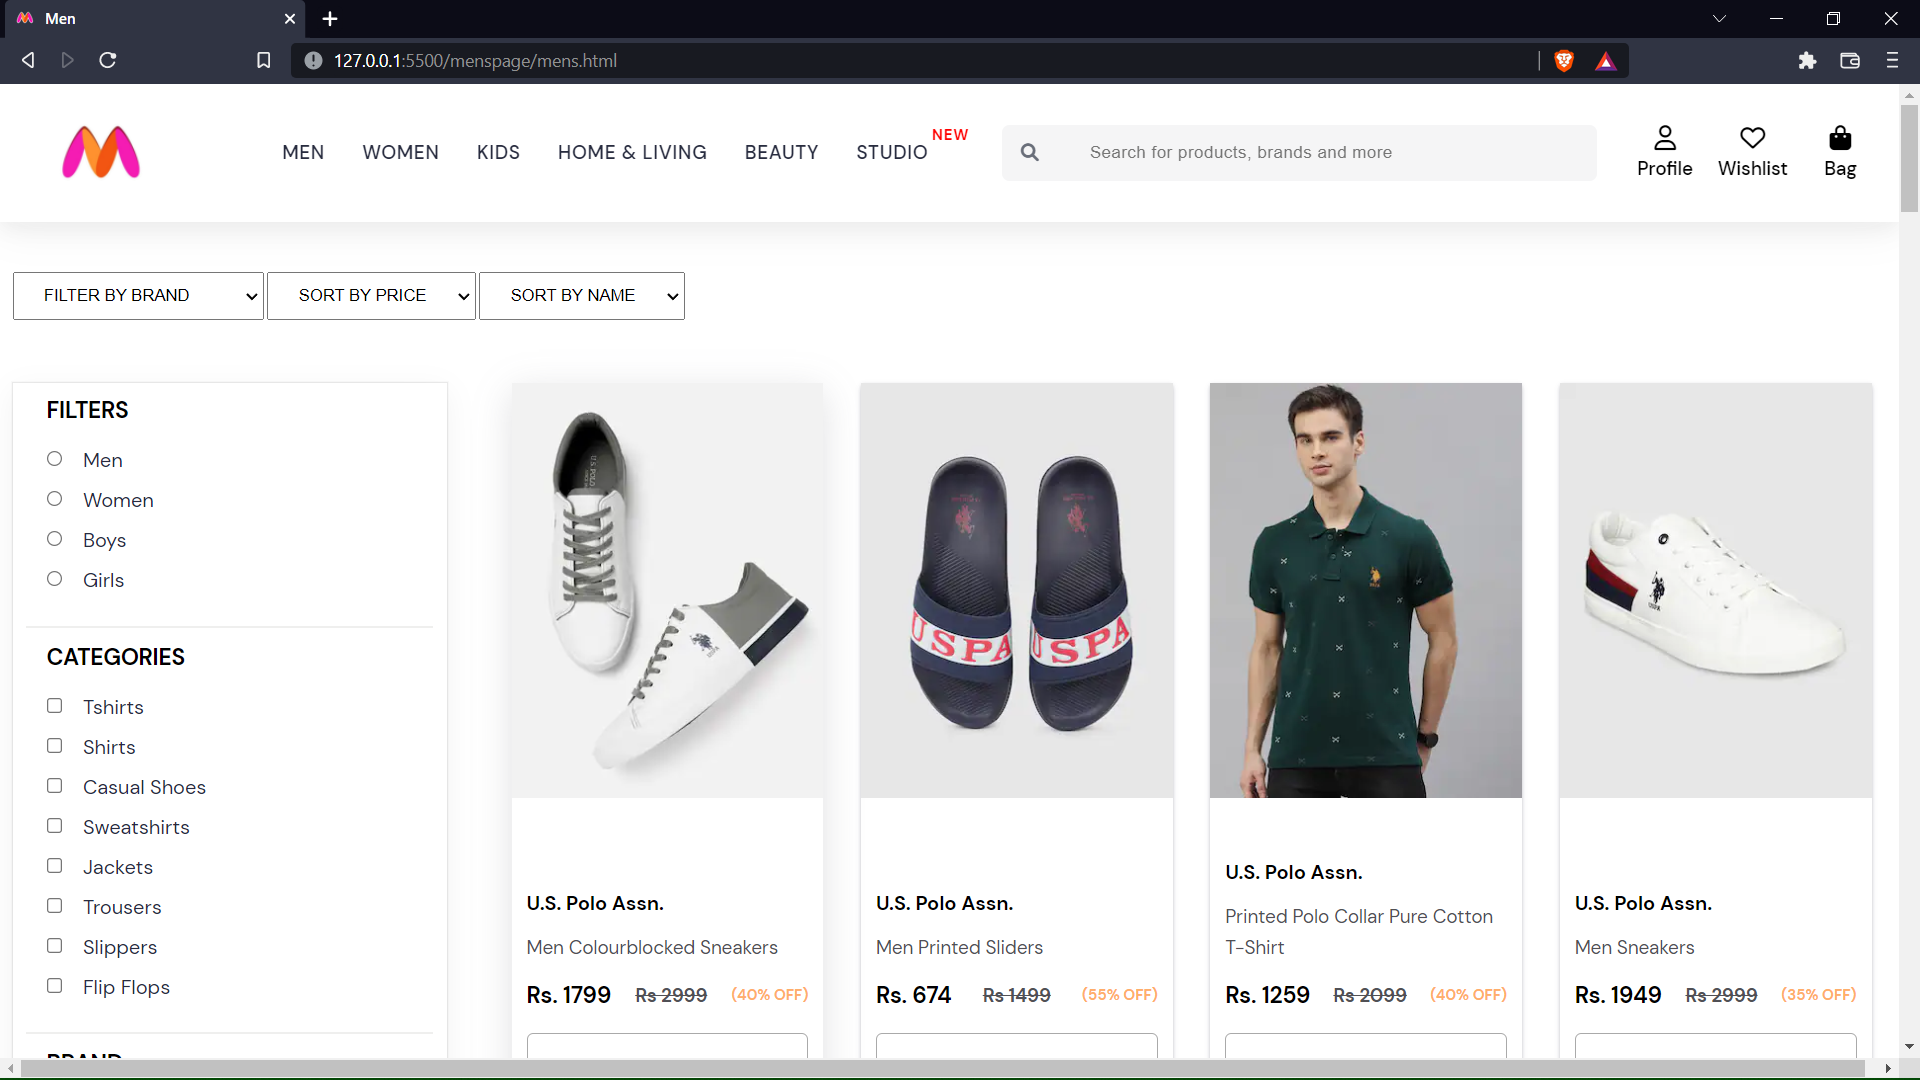 Men
127.0.0.1:5500/menspage/mens.html
MEN WOMEN KIDS HOME & LIVING BEAUTY STUDIO NEW
Search for products, brands and more
Profile Wishlist Bag
FILTER BY BRAND SORT BY PRICE SORT BY NAME
FILTERS
Men
Women
Boys
Girls
CATEGORIES
Tshirts
Shirts
Casual Shoes
Sweatshirts
Jackets
Trousers
Slippers
Flip Flops
BRAND
U.S. Polo Assn.
Men Colourblocked Sneakers
Rs. 1799 Rs 2999 (40% OFF)
USPA USPA
U.S. Polo Assn.
Men Printed Sliders
Rs. 674 Rs 1499 (55% OFF)
U.S. Polo Assn.
Printed Polo Collar Pure Cotton
T-Shirt
Rs. 1259 Rs 2099 (40% OFF)
USPA
U.S. Polo Assn.
Men Sneakers
Rs. 1949 Rs 2999 (35% OFF)